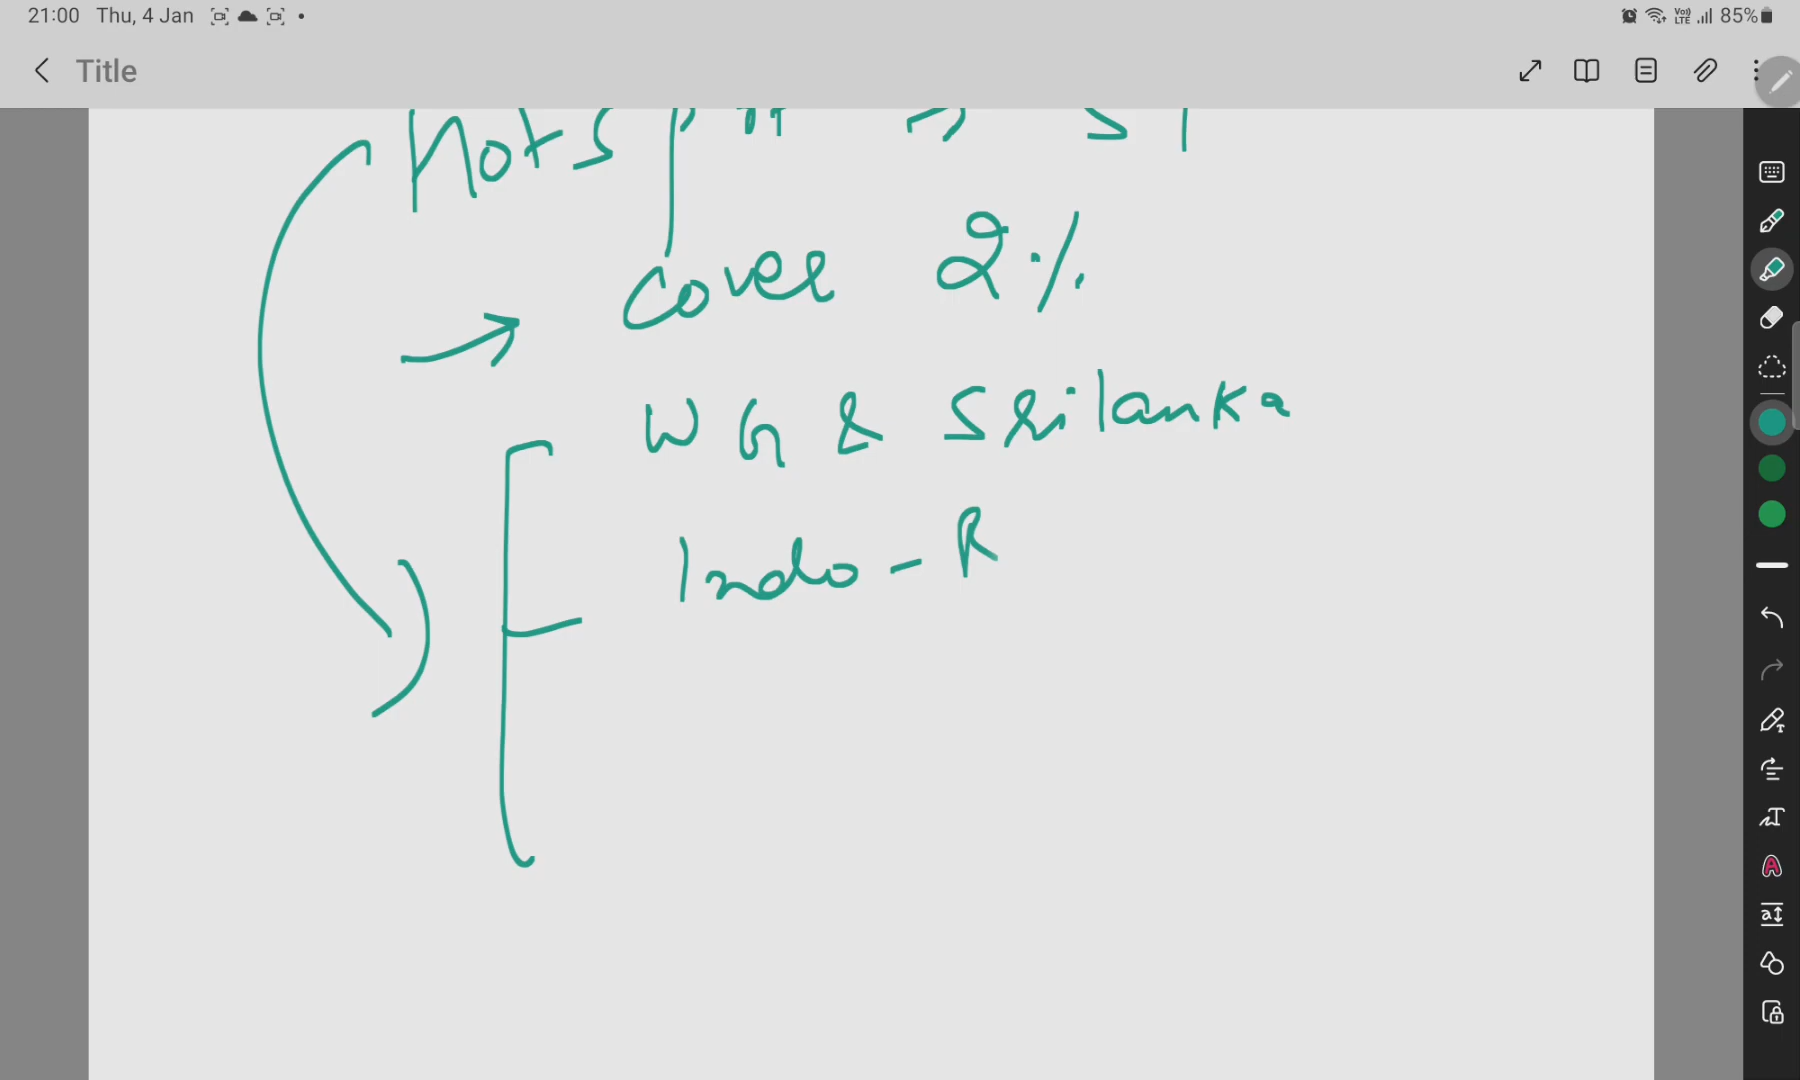 21:00 Thu, 4 Jan
85%
Title
cover 2%
WG & Srilanka
Indo - R